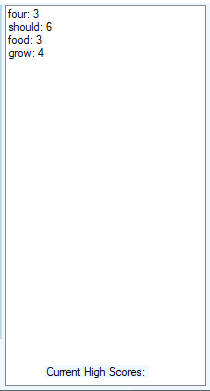 four: 3
should: 6
food: 3
grow: 4
Current High Scores: